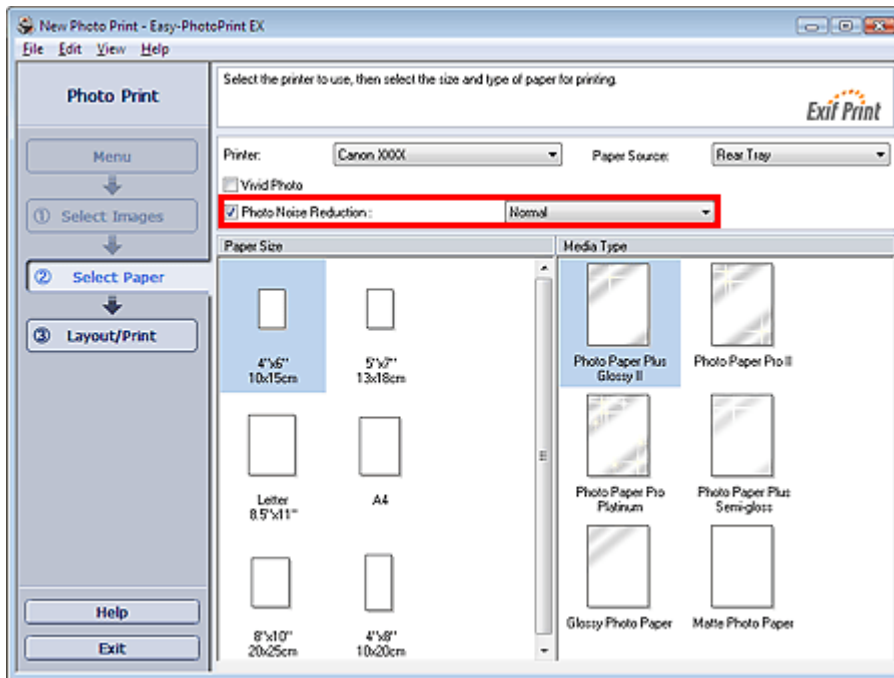 New Photo Print - Easy-PhotoPrint EX
File Edit View Help
Photo Print
Menu
① Select Images
② Select Paper
③ Layout/Print
Help
Exit
Select the printer to use, then select the size and type of paper for printing.
Exif Print
Printer: Canon XXXX Paper Source: Rear Tray
Vivid Photo
Photo Noise Reduction : Normal
Paper Size
4"x6"
10x15cm
5"x7"
13x18cm
Letter
8.5"x11"
A4
8"x10"
20x25cm
4"x8"
10x20cm
Media Type
Photo Paper Plus
Glossy II
Photo Paper Pro II
Photo Paper Pro
Platinum
Photo Paper Plus
Semi-gloss
Glossy Photo Paper
Matte Photo Paper